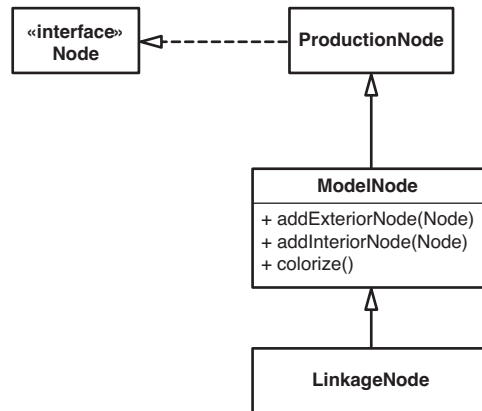 «interface»
Node
ProductionNode
ModelNode
+ addExteriorNode(Node)
+ addInteriorNode(Node)
+ colorize()
LinkageNode